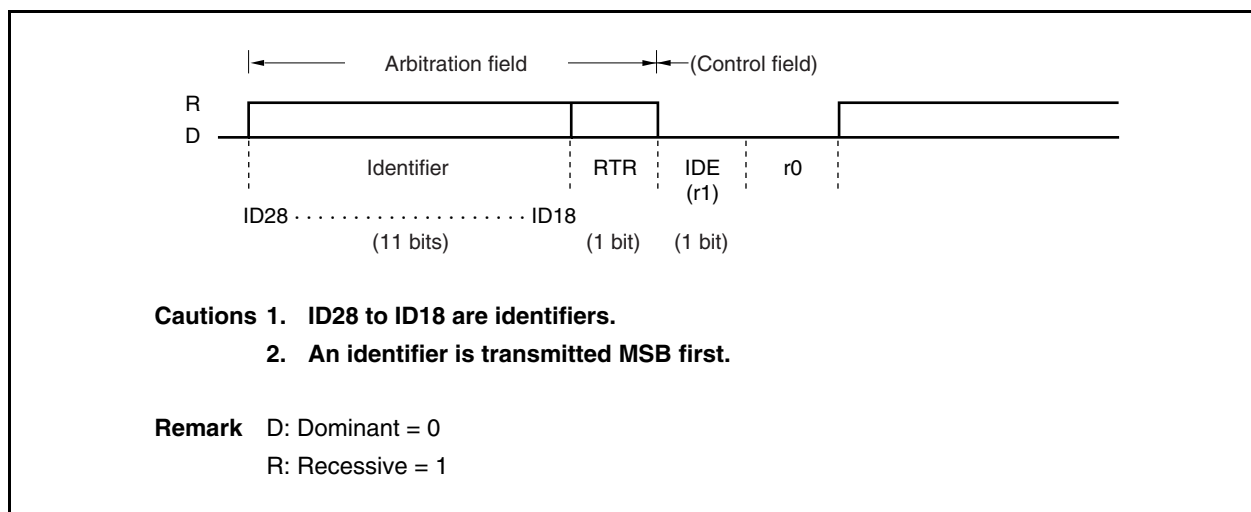 Arbitration field (Control field)
R
D
Identifier RTR IDE r0
(r1)
ID28 · · · · · · · · · · · · · · · · · · · · · ID18
(11 bits) (1 bit) (1 bit)
Cautions 1. ID28 to ID18 are identifiers.
2. An identifier is transmitted MSB first.
Remark D: Dominant = 0
R: Recessive = 1